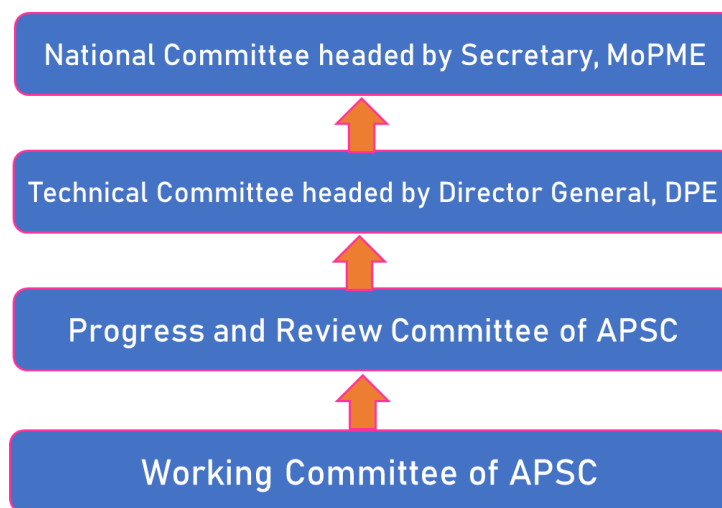 National Committee headed by Secretary, MoPME
Technical Committee headed by Director General, DPE
Progress and Review Committee of APSC
Working Committee of APSC